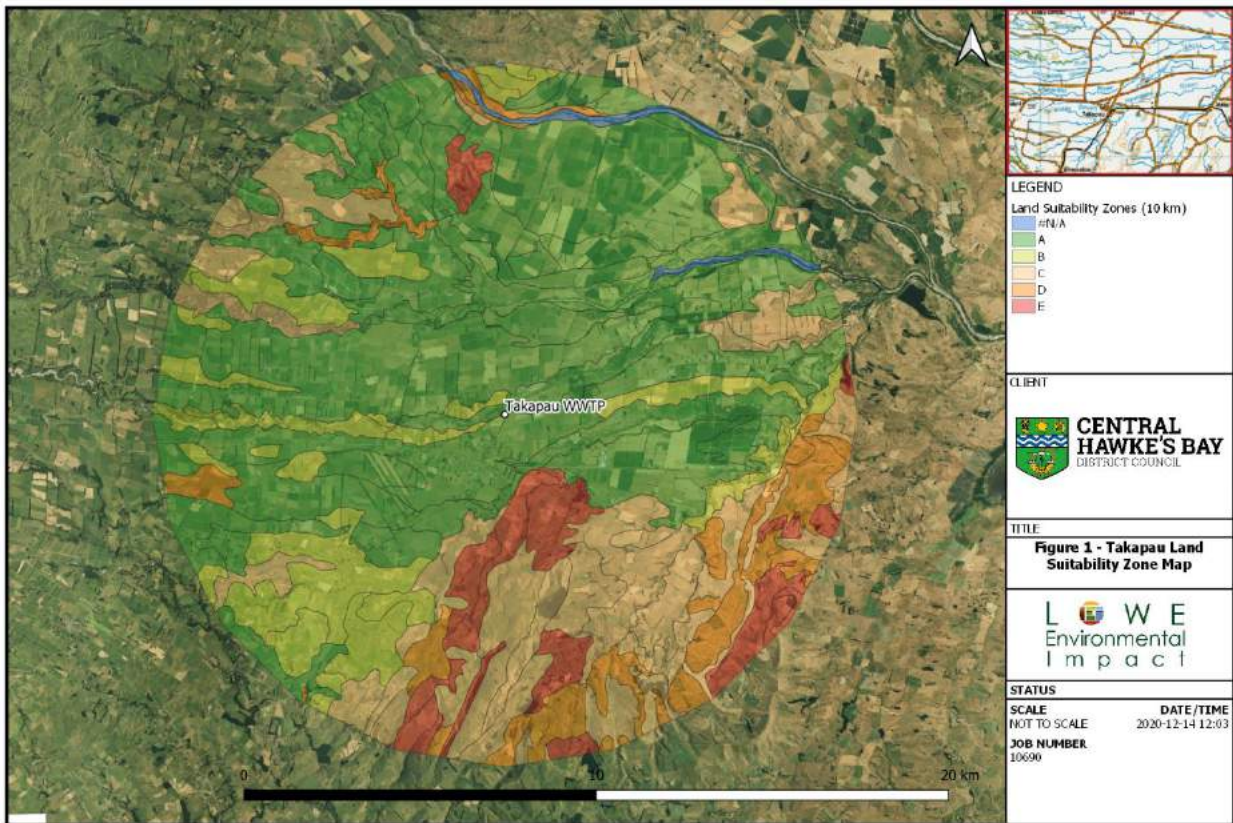 Takapau WWTP
0
10
20 km
Takapau
LEGEND
Land Suitability Zones (10 km)
#N/A
A
B
C
D
E
CLIENT
CENTRAL
HAWKE'S BAY
DISTRICT COUNCIL
TITLE
Figure 1 - Takapau Land
Suitability Zone Map
LOWE
Environmental
Impact
STATUS
SCALE DATE/TIME
NOT TO SCALE 2020-12-14 12:03
JOB NUMBER
10690